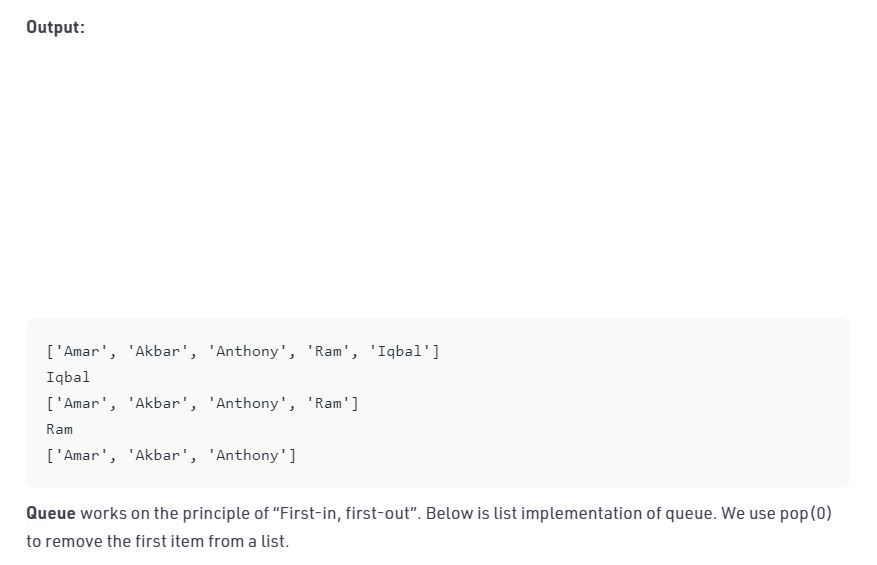 Output:
['Amar', 'Akbar', 'Anthony', 'Ram', 'Iqbal']
Iqbal
['Amar', 'Akbar', 'Anthony', 'Ram']
Ram
['Amar', 'Akbar', 'Anthony']
Queue works on the principle of “First-in, first-out”. Below is list implementation of queue. We use pop(0)
to remove the first item from a list.